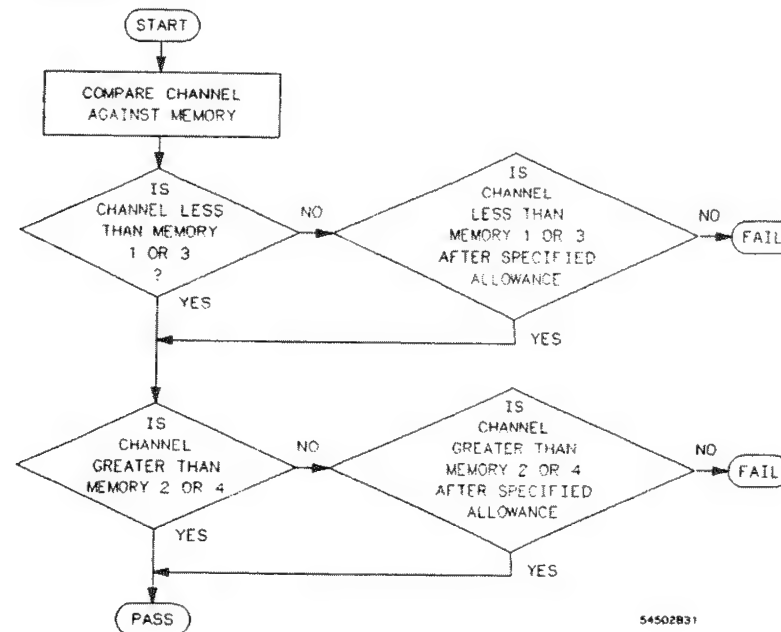 START
COMPARE CHANNEL
AGAINST MEMORY
IS
CHANNEL LESS
THAN MEMORY
1 OR 3
?
NO
IS
CHANNEL
LESS THAN
MEMORY 1 OR 3
AFTER SPECIFIED
ALLOWANCE
NO
FAIL
YES
YES
IS
CHANNEL
GREATER THAN
MEMORY 2 OR 4
NO
IS
CHANNEL
GREATER THAN
MEMORY 2 OR 4
AFTER SPECIFIED
ALLOWANCE
NO
FAIL
YES
YES
PASS
54502B31